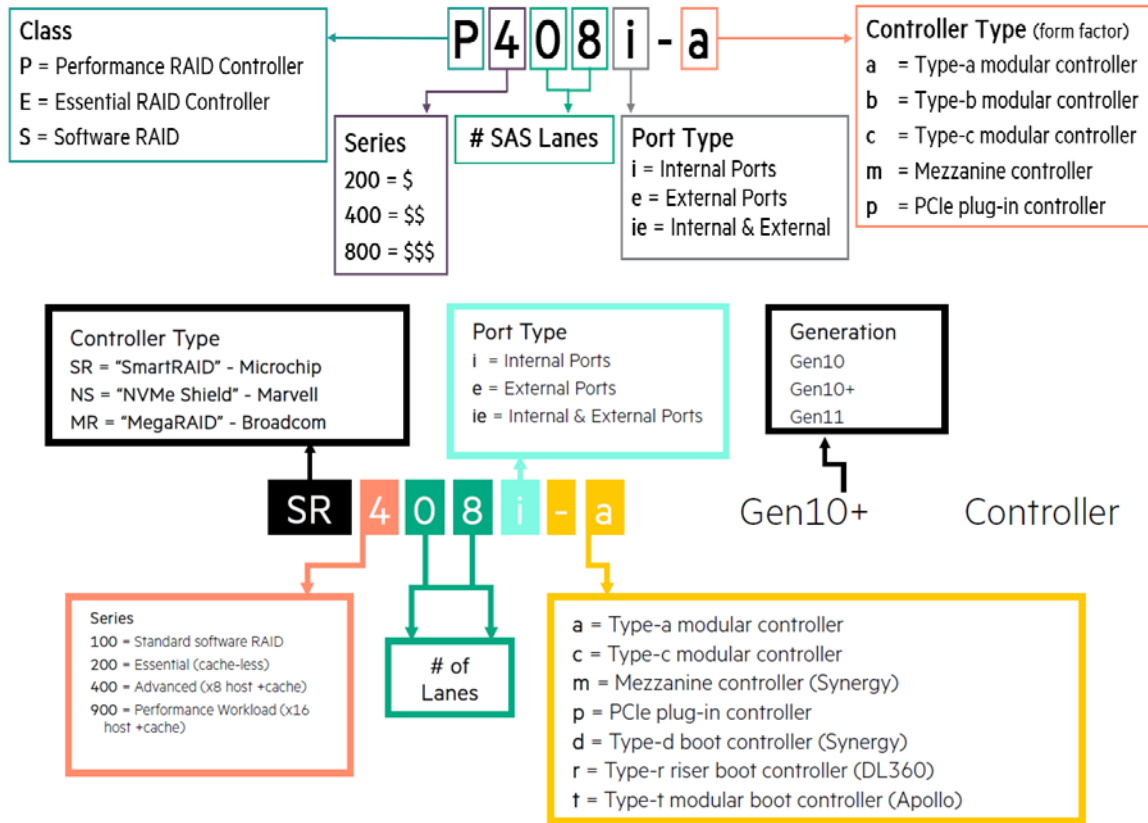 P408i-a
Class
P = Performance RAID Controller
E = Essential RAID Controller
S = Software RAID
Series
200 = $
400 = $$
800 = $$$
# SAS Lanes
Port Type
i = Internal Ports
e = External Ports
ie = Internal & External
Controller Type (form factor)
a = Type-a modular controller
b = Type-b modular controller
c = Type-c modular controller
m = Mezzanine controller
p = PCIe plug-in controller
Controller Type
SR = “SmartRAID” - Microchip
NS = “NVMe Shield” - Marvell
MR = “MegaRAID” - Broadcom
Port Type
i = Internal Ports
e = External Ports
ie = Internal & External Ports
Generation
Gen10
Gen10+
Gen11
SR 4 0 8 i - a Gen10+ Controller
Series
100 = Standard software RAID
200 = Essential (cache-less)
400 = Advanced (x8 host +cache)
900 = Performance Workload (x16
host +cache)
# of
Lanes
a = Type-a modular controller
c = Type-c modular controller
m = Mezzanine controller (Synergy)
p = PCIe plug-in controller
d = Type-d boot controller (Synergy)
r = Type-r riser boot controller (DL360)
t = Type-t modular boot controller (Apollo)